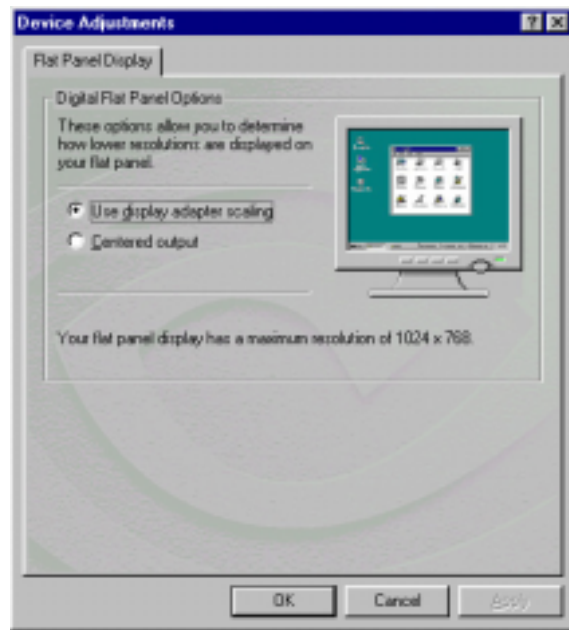 Device Adjustments
Flat Panel Display
Digital Flat Panel Options
These options allow you to determine
how lower resolutions are displayed on
your flat panel.
Use display adapter scaling
Centered output
Your flat panel display has a maximum resolution of 1024 x 768.
OK
Cancel
Apply